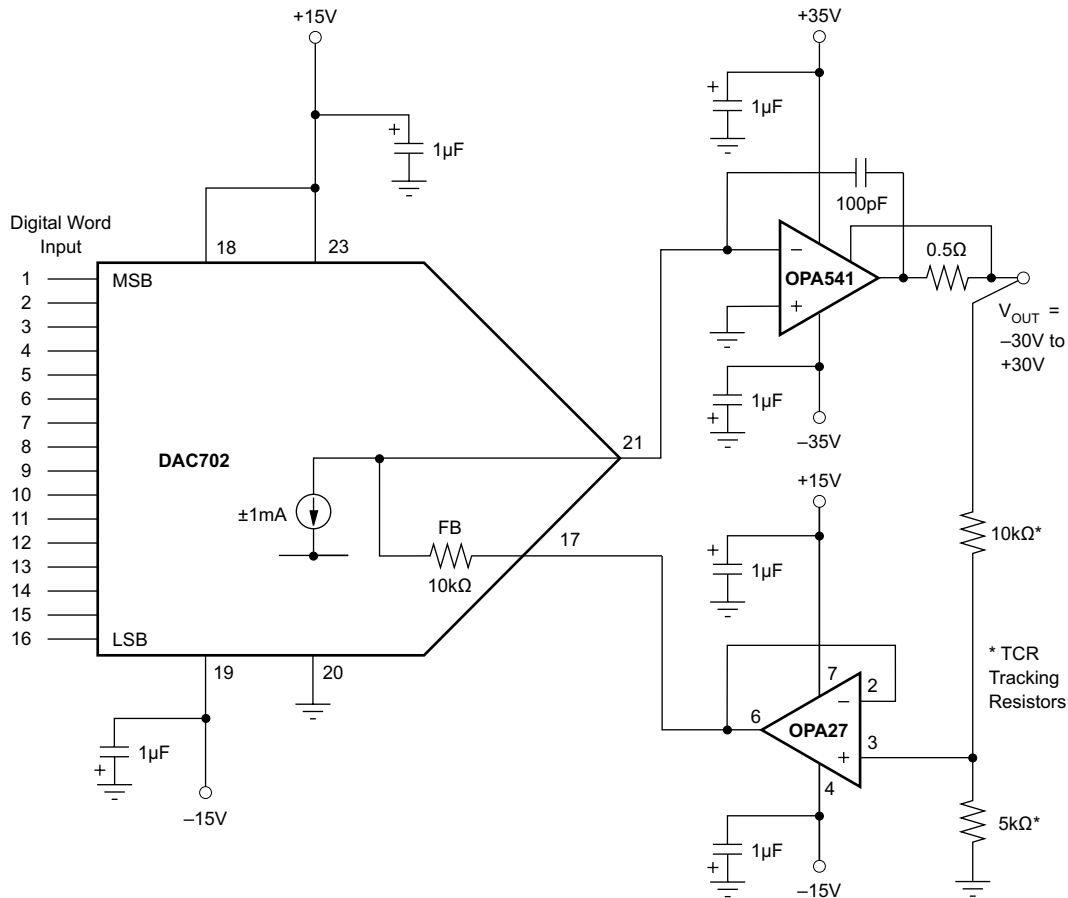 +15V
+35V
+
1µF
+
1µF
100pF
Digital Word
Input
18
23
0.5Ω
1
MSB
–
OPA541
+
2
3
V_OUT =
–30V to
+30V
4
5
6
+
1µF
7
8
21
–35V
9
DAC702
10
+15V
11
±1mA
12
FB
17
10kΩ*
13
10kΩ
+
1µF
14
15
16
LSB
19
20
* TCR
Tracking
Resistors
7
2
–
6
OPA27
3
+
+
1µF
4
–15V
5kΩ*
+
1µF
–15V